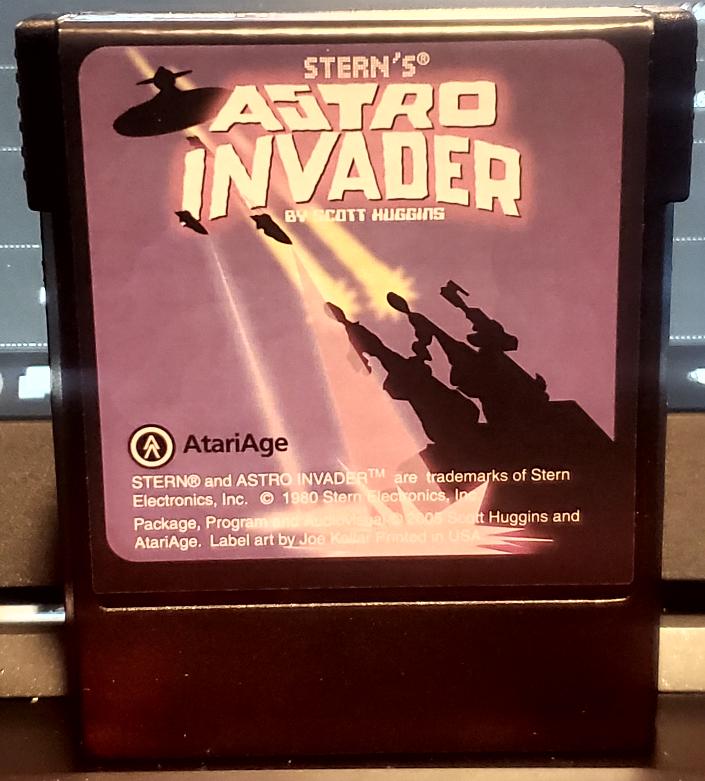 STERN'S®
ASTRO
INVADER
BY SCOTT HUGGINS
AtariAge
STERN® and ASTRO INVADER™ are trademarks of Stern
Electronics, Inc. © 1980 Stern Electronics, Inc.
Package, Program and Audiovisual © 2005 Scott Huggins and
AtariAge. Label art by Joe Kollar Printed in USA.